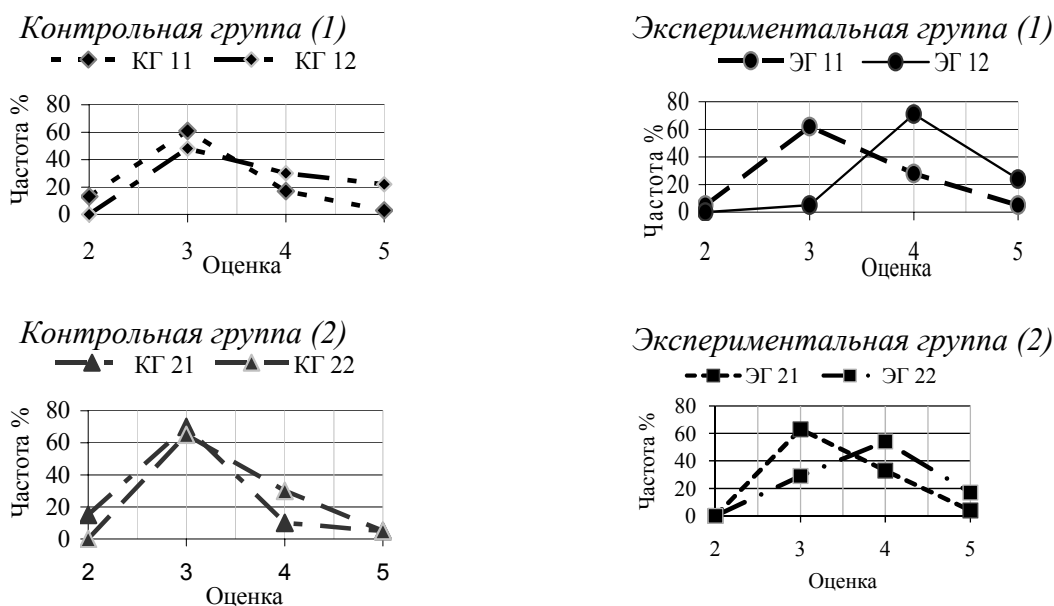 Контрольная группа (1)
КГ 11 КГ 12
Частота %
80
60
40
20
0
2 3 4 5
Оценка
Экспериментальная группа (1)
ЭГ 11 ЭГ 12
Частота %
80
60
40
20
0
2 3 4 5
Оценка
Контрольная группа (2)
КГ 21 КГ 22
Частота %
80
60
40
20
0
2 3 4 5
Оценка
Экспериментальная группа (2)
ЭГ 21 ЭГ 22
Частота %
80
60
40
20
0
2 3 4 5
Оценка